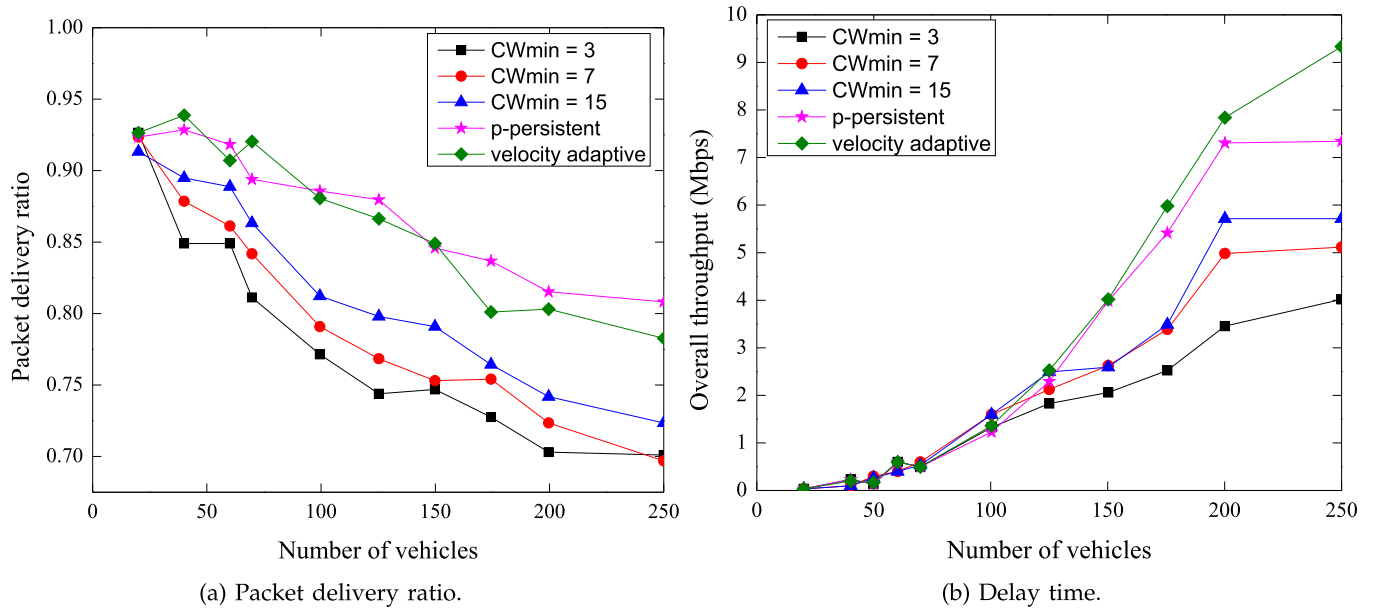 1.00
0.95
0.90
0.85
0.80
0.75
0.70
Packet delivery ratio
CWmin = 3
CWmin = 7
CWmin = 15
p-persistent
velocity adaptive
0 50 100 150 200 250
Number of vehicles
(a) Packet delivery ratio.
10
9
8
7
6
5
4
3
2
1
0
Overall throughput (Mbps)
CWmin = 3
CWmin = 7
CWmin = 15
p-persistent
velocity adaptive
0 50 100 150 200 250
Number of vehicles
(b) Delay time.